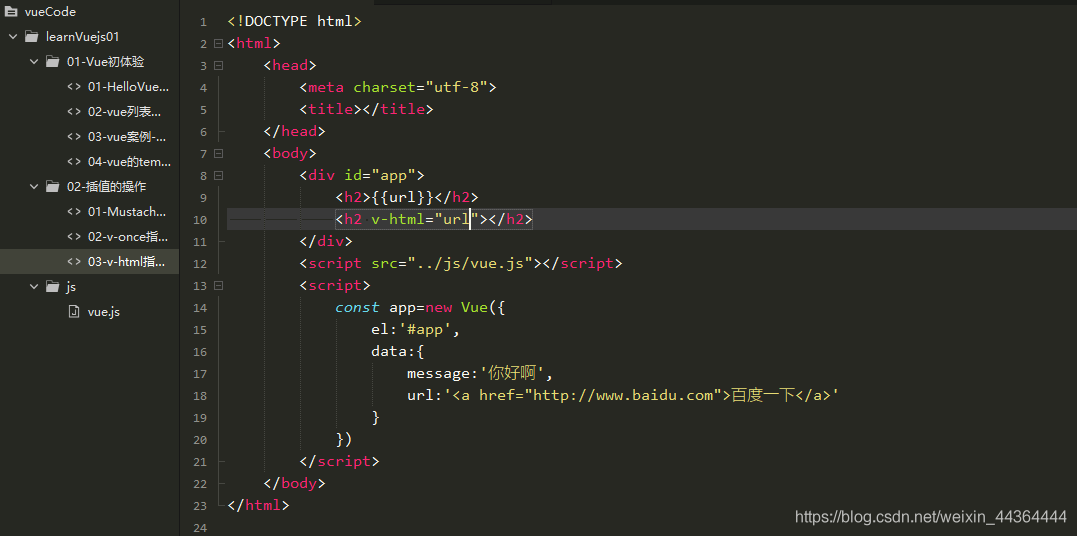 vueCode
learnVuejs01
01-Vue初体验
01-HelloVue...
02-vue列表...
03-vue案例-...
04-vue的tem...
02-插值的操作
01-Mustach...
02-v-once指...
03-v-html指...
js
vue.js
1 <!DOCTYPE html>
2 <html>
3 <head>
4 <meta charset="utf-8">
5 <title></title>
6 </head>
7 <body>
8 <div id="app">
9 <h2>{{url}}</h2>
10 <h2 v-html="url"></h2>
11 </div>
12 <script src="../js/vue.js"></script>
13 <script>
14 const app=new Vue({
15 el:'#app',
16 data:{
17 message:'你好啊',
18 url:'<a href="http://www.baidu.com">百度一下</a>'
19 }
20 })
21 </script>
22 </body>
23 </html>
24
https://blog.csdn.net/weixin_44364444